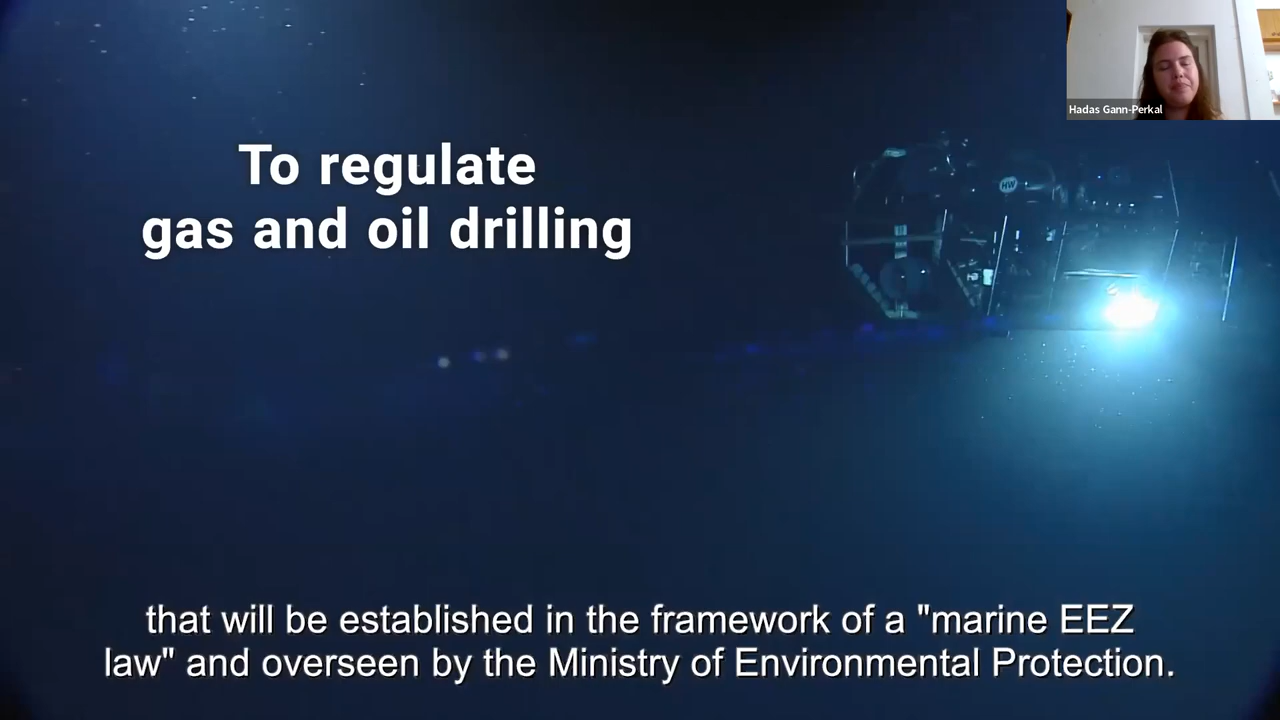 Hadas Gann-Perkal
To regulate
gas and oil drilling
HW
that will be established in the framework of a "marine EEZ
law" and overseen by the Ministry of Environmental Protection.